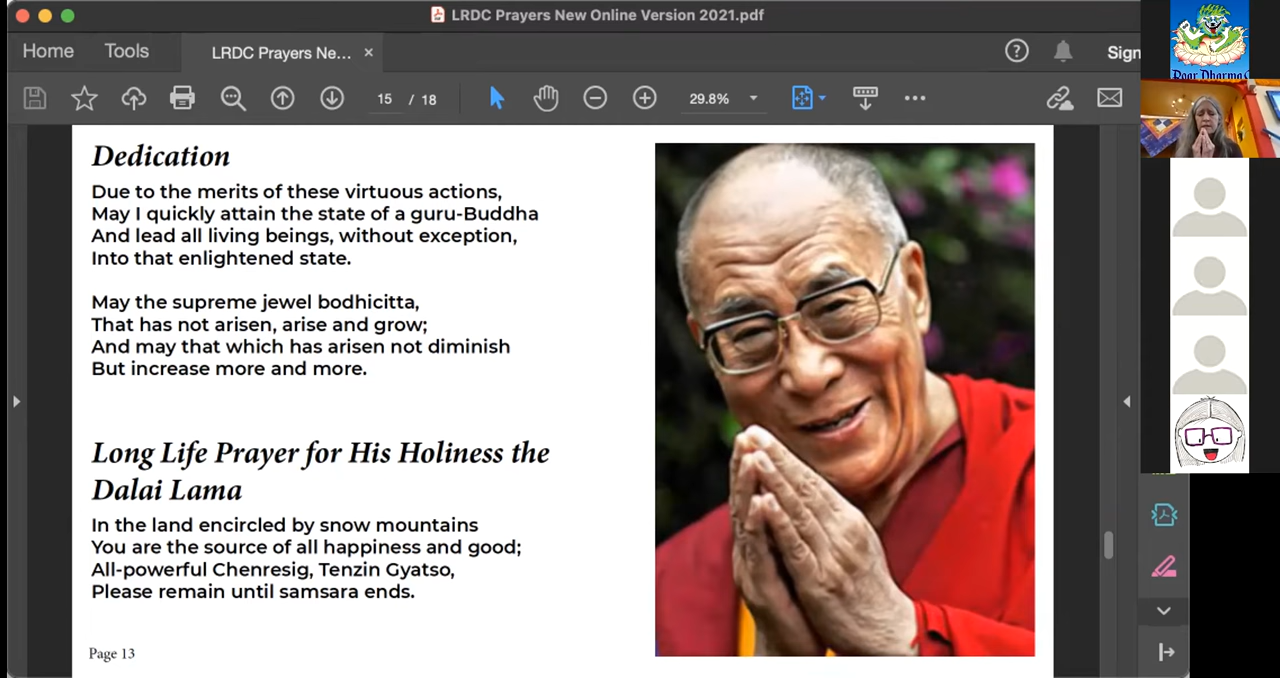 LRDC Prayers New Online Version 2021.pdf
Home Tools LRDC Prayers Ne... × Sign
15 / 18 29.8%
Dedication
Due to the merits of these virtuous actions,
May I quickly attain the state of a guru-Buddha
And lead all living beings, without exception,
Into that enlightened state.
May the supreme jewel bodhicitta,
That has not arisen, arise and grow;
And may that which has arisen not diminish
But increase more and more.
Long Life Prayer for His Holiness the
Dalai Lama
In the land encircled by snow mountains
You are the source of all happiness and good;
All-powerful Chenresig, Tenzin Gyatso,
Please remain until samsara ends.
Page 13
Dharma